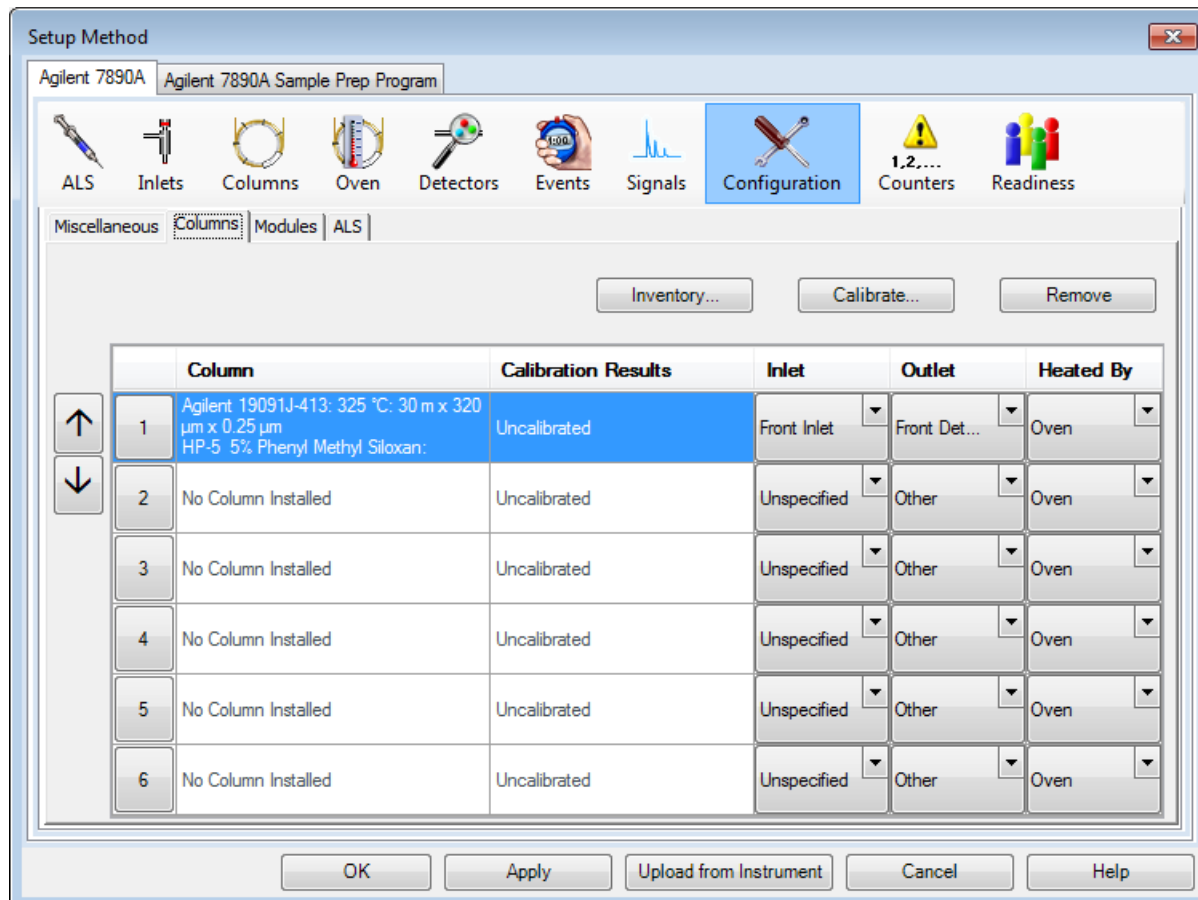 Setup Method
Agilent 7890A Agilent 7890A Sample Prep Program
1:00
1,2,...
ALS Inlets Columns Oven Detectors Events Signals Configuration Counters Readiness
Miscellaneous Columns Modules ALS
Inventory... Calibrate... Remove
Column Calibration Results Inlet Outlet Heated By
1 Agilent 19091J-413: 325 °C: 30 m x 320
µm x 0.25 µm
HP-5 5% Phenyl Methyl Siloxan: Uncalibrated Front Inlet Front Det... Oven
2 No Column Installed Uncalibrated Unspecified Other Oven
3 No Column Installed Uncalibrated Unspecified Other Oven
4 No Column Installed Uncalibrated Unspecified Other Oven
5 No Column Installed Uncalibrated Unspecified Other Oven
6 No Column Installed Uncalibrated Unspecified Other Oven
OK Apply Upload from Instrument Cancel Help